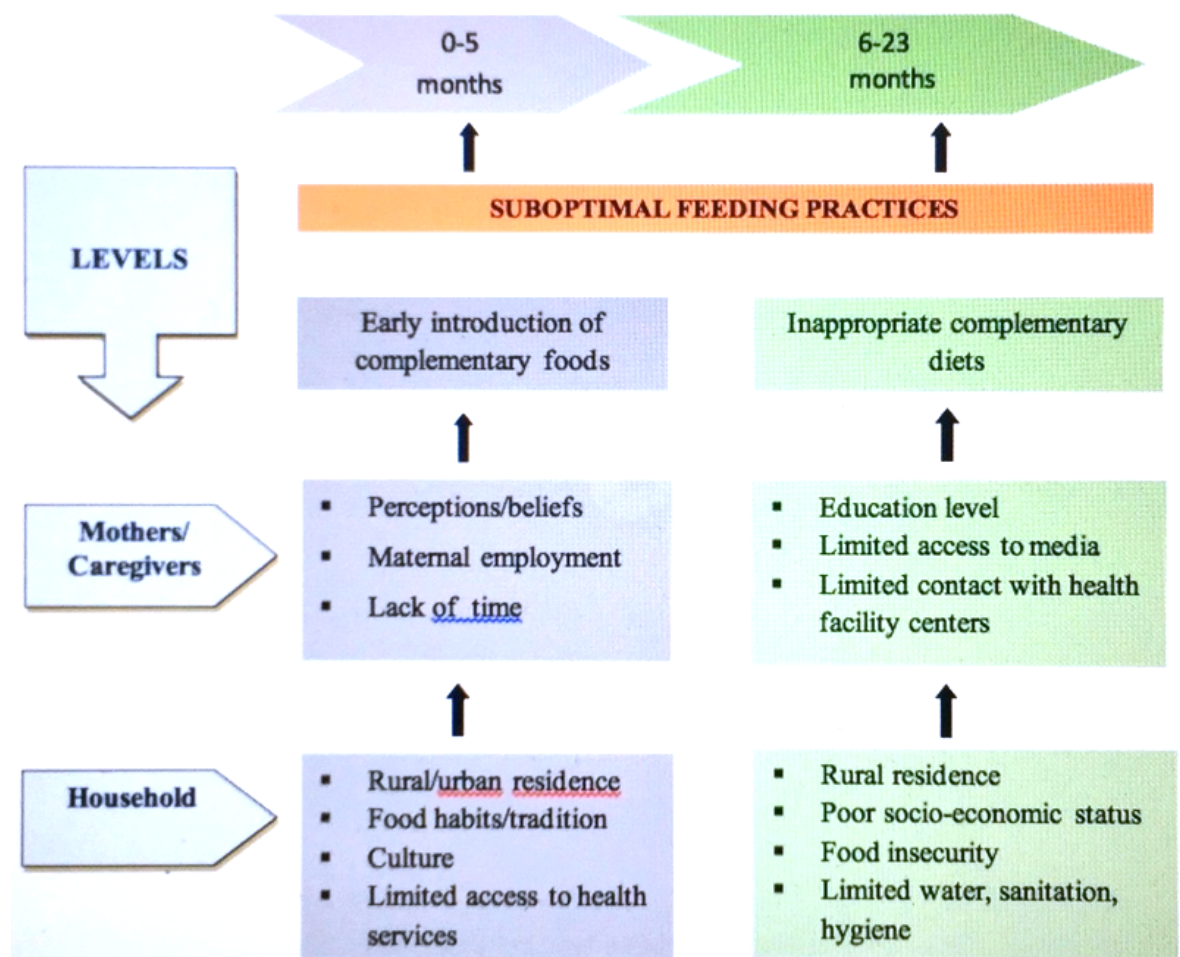 0-5
months
6-23
months
SUBOPTIMAL FEEDING PRACTICES
LEVELS
Early introduction of
complementary foods
Inappropriate complementary
diets
Mothers/
Caregivers
▪ Perceptions/beliefs
▪ Maternal employment
▪ Lack of time
▪ Education level
▪ Limited access to media
▪ Limited contact with health
facility centers
Household
▪ Rural/urban residence
▪ Food habits/tradition
▪ Culture
▪ Limited access to health
services
▪ Rural residence
▪ Poor socio-economic status
▪ Food insecurity
▪ Limited water, sanitation,
hygiene